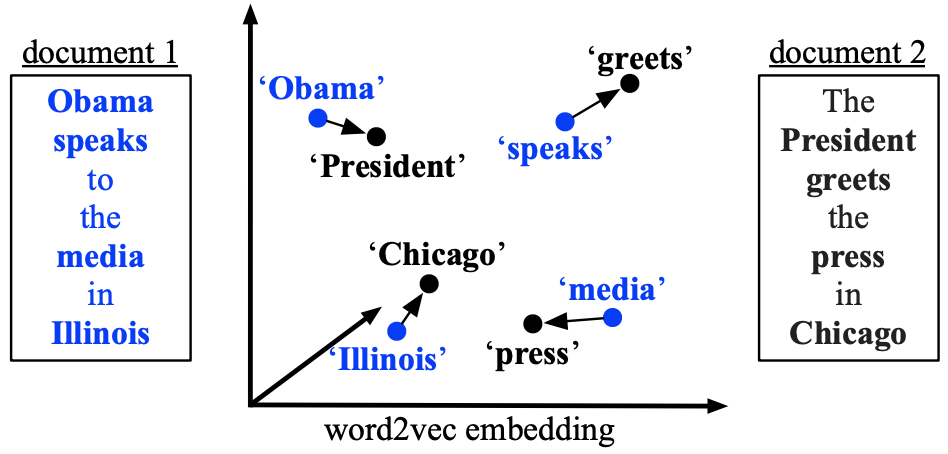 document 1
Obama
speaks
to
the
media
in
Illinois
‘Obama’
‘President’
‘greets’
‘speaks’
‘Chicago’
‘Illinois’
‘media’
‘press’
word2vec embedding
document 2
The
President
greets
the
press
in
Chicago